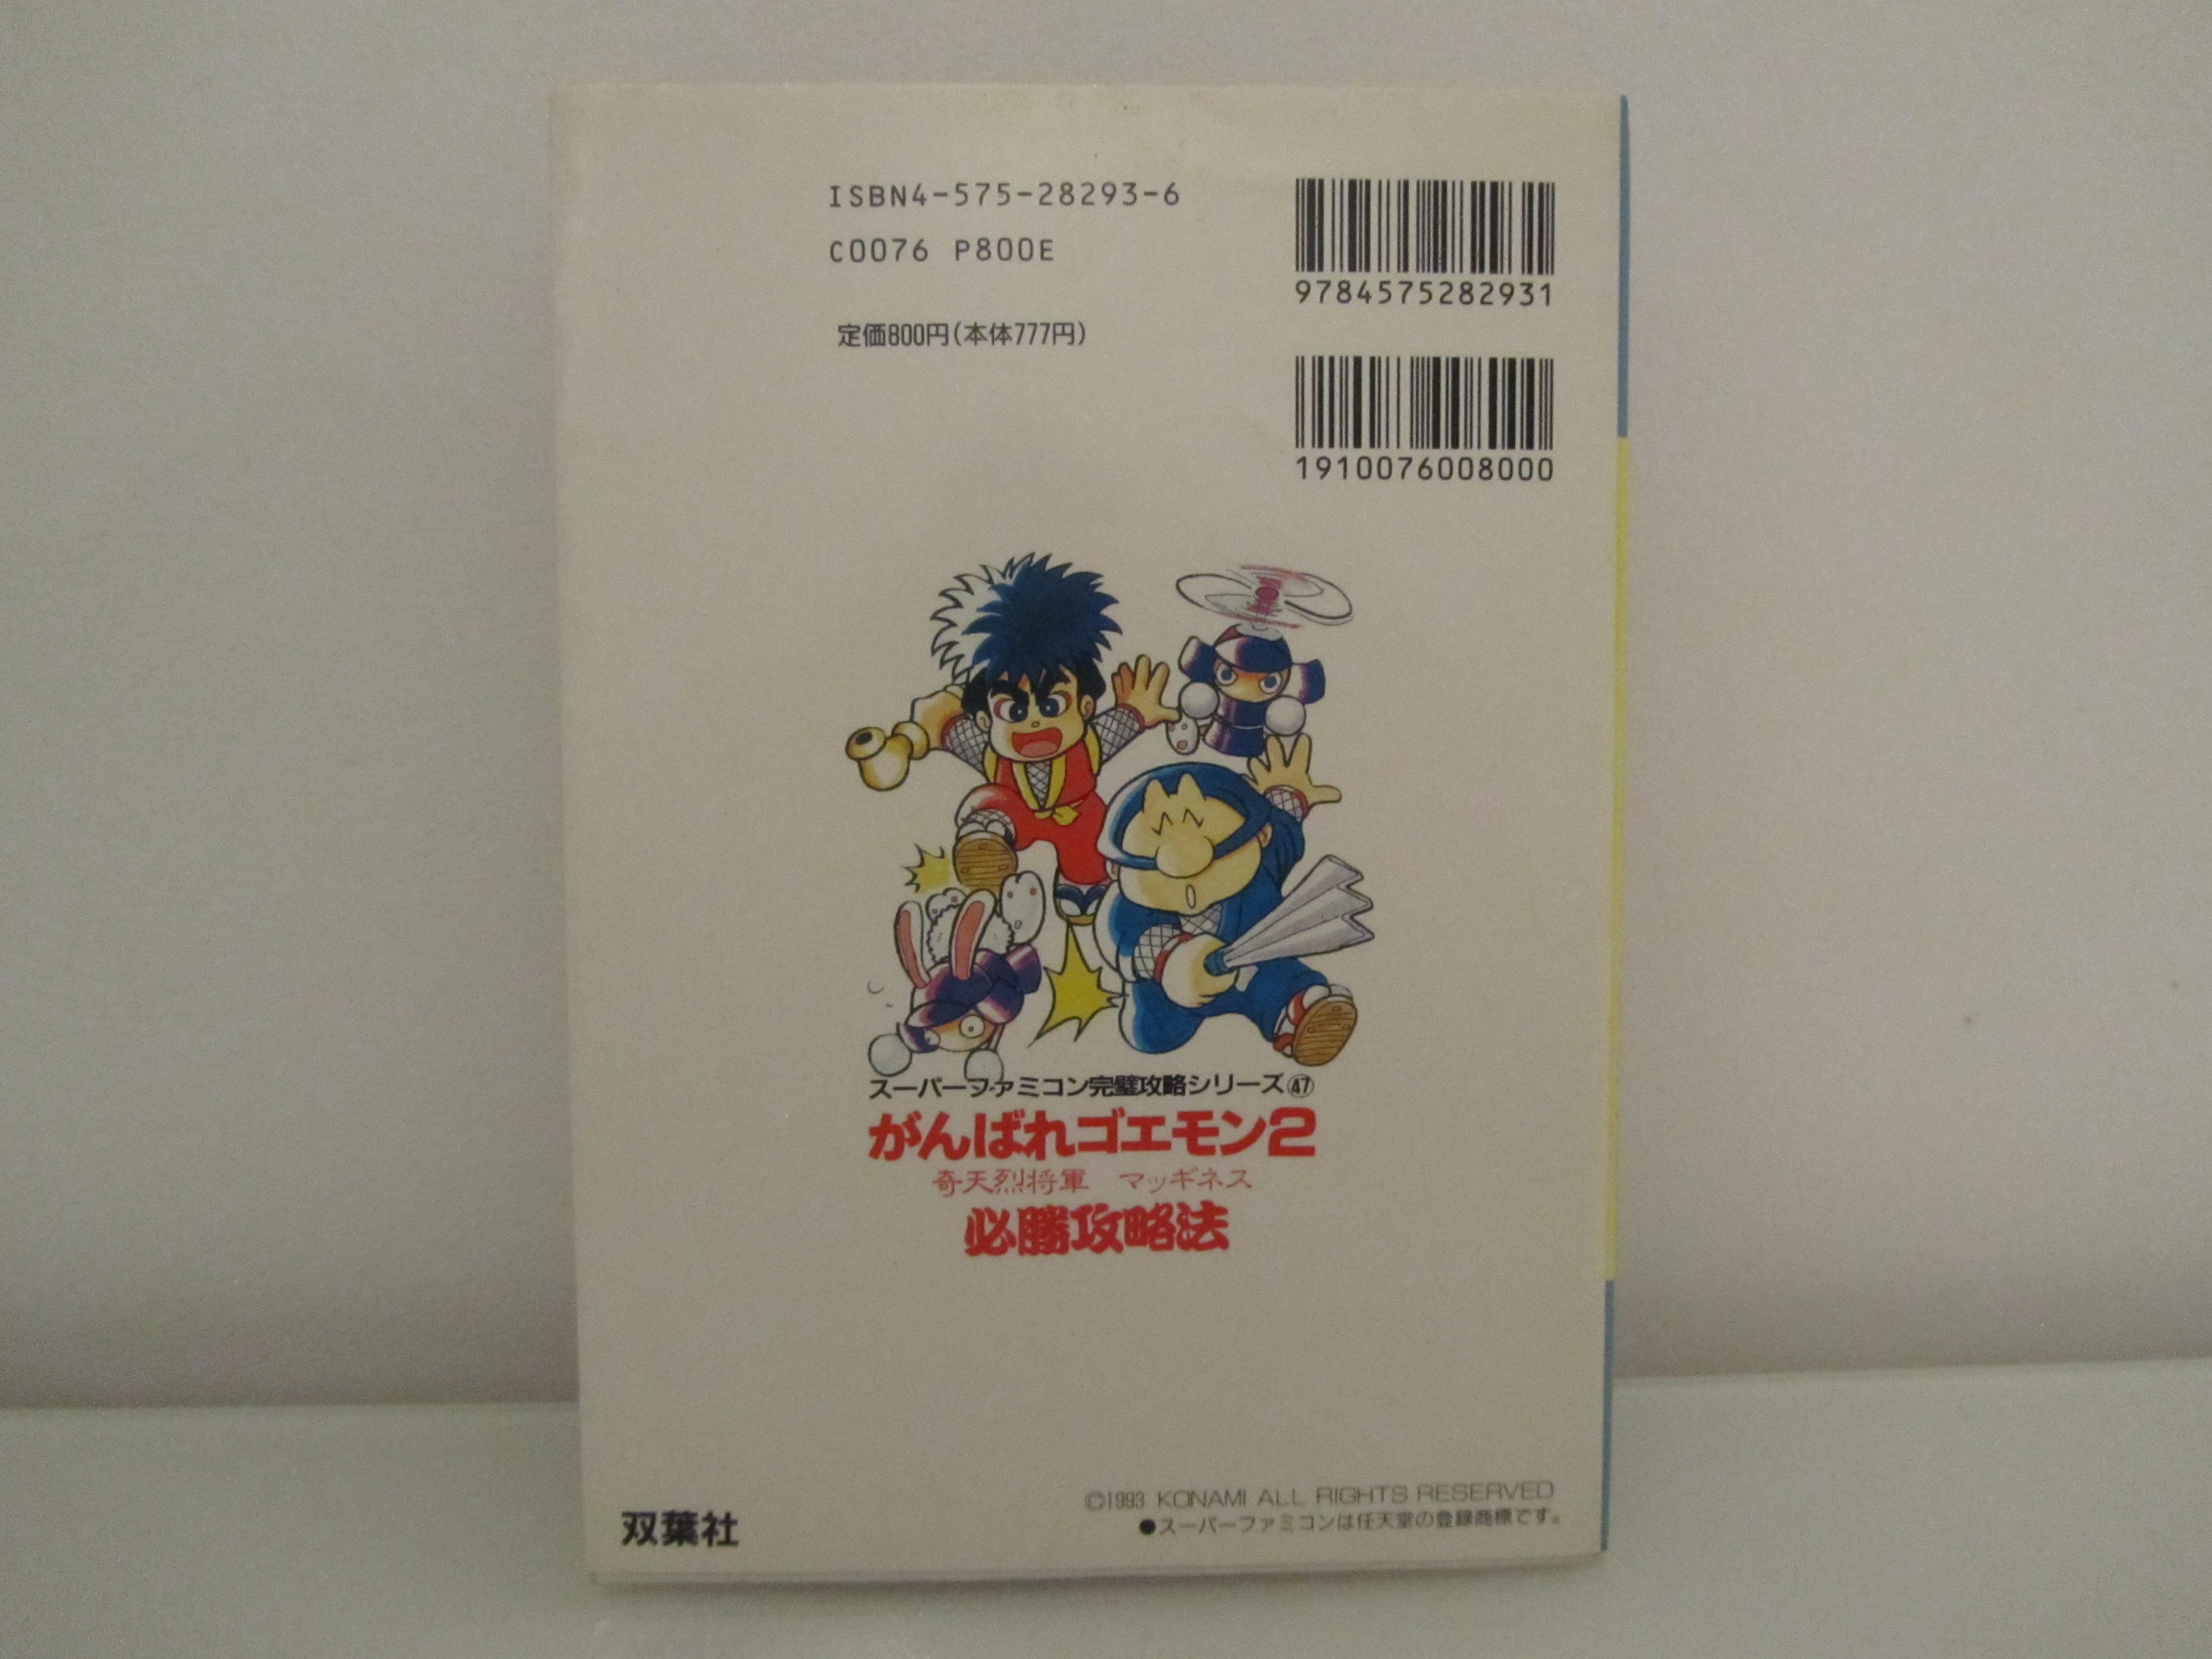 ISBN4-575-28293-6
C0076 P800E
定価800円(本体777円)
9784575282931
1910076008000
スーパーファミコン完璧攻略シリーズ㊼
がんばれゴエモン2
奇天烈将軍　マッギネス
必勝攻略法
©1993 KONAMI ALL RIGHTS RESERVED
●スーパーファミコンは任天堂の登録商標です。
双葉社